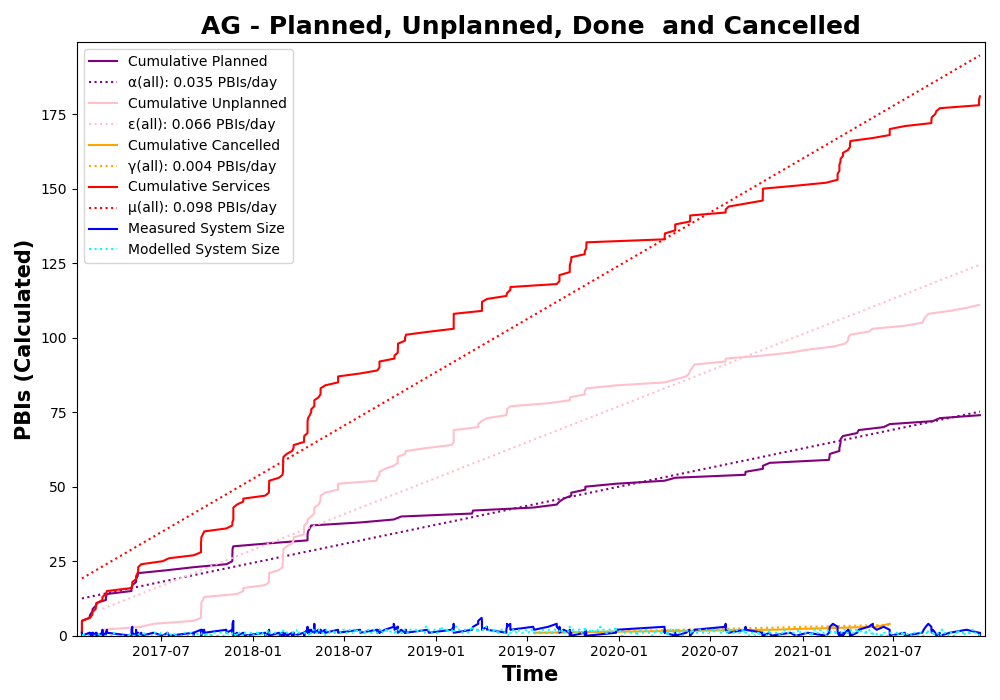 AG - Planned, Unplanned, Done  and Cancelled
Cumulative Planned
α(all): 0.035 PBIs/day
Cumulative Unplanned
ε(all): 0.066 PBIs/day
Cumulative Cancelled
γ(all): 0.004 PBIs/day
Cumulative Services
μ(all): 0.098 PBIs/day
Measured System Size
Modelled System Size
PBIs (Calculated)
175
150
125
100
75
50
25
0
2017-07 2018-01 2018-07 2019-01 2019-07 2020-01 2020-07 2021-01 2021-07
Time